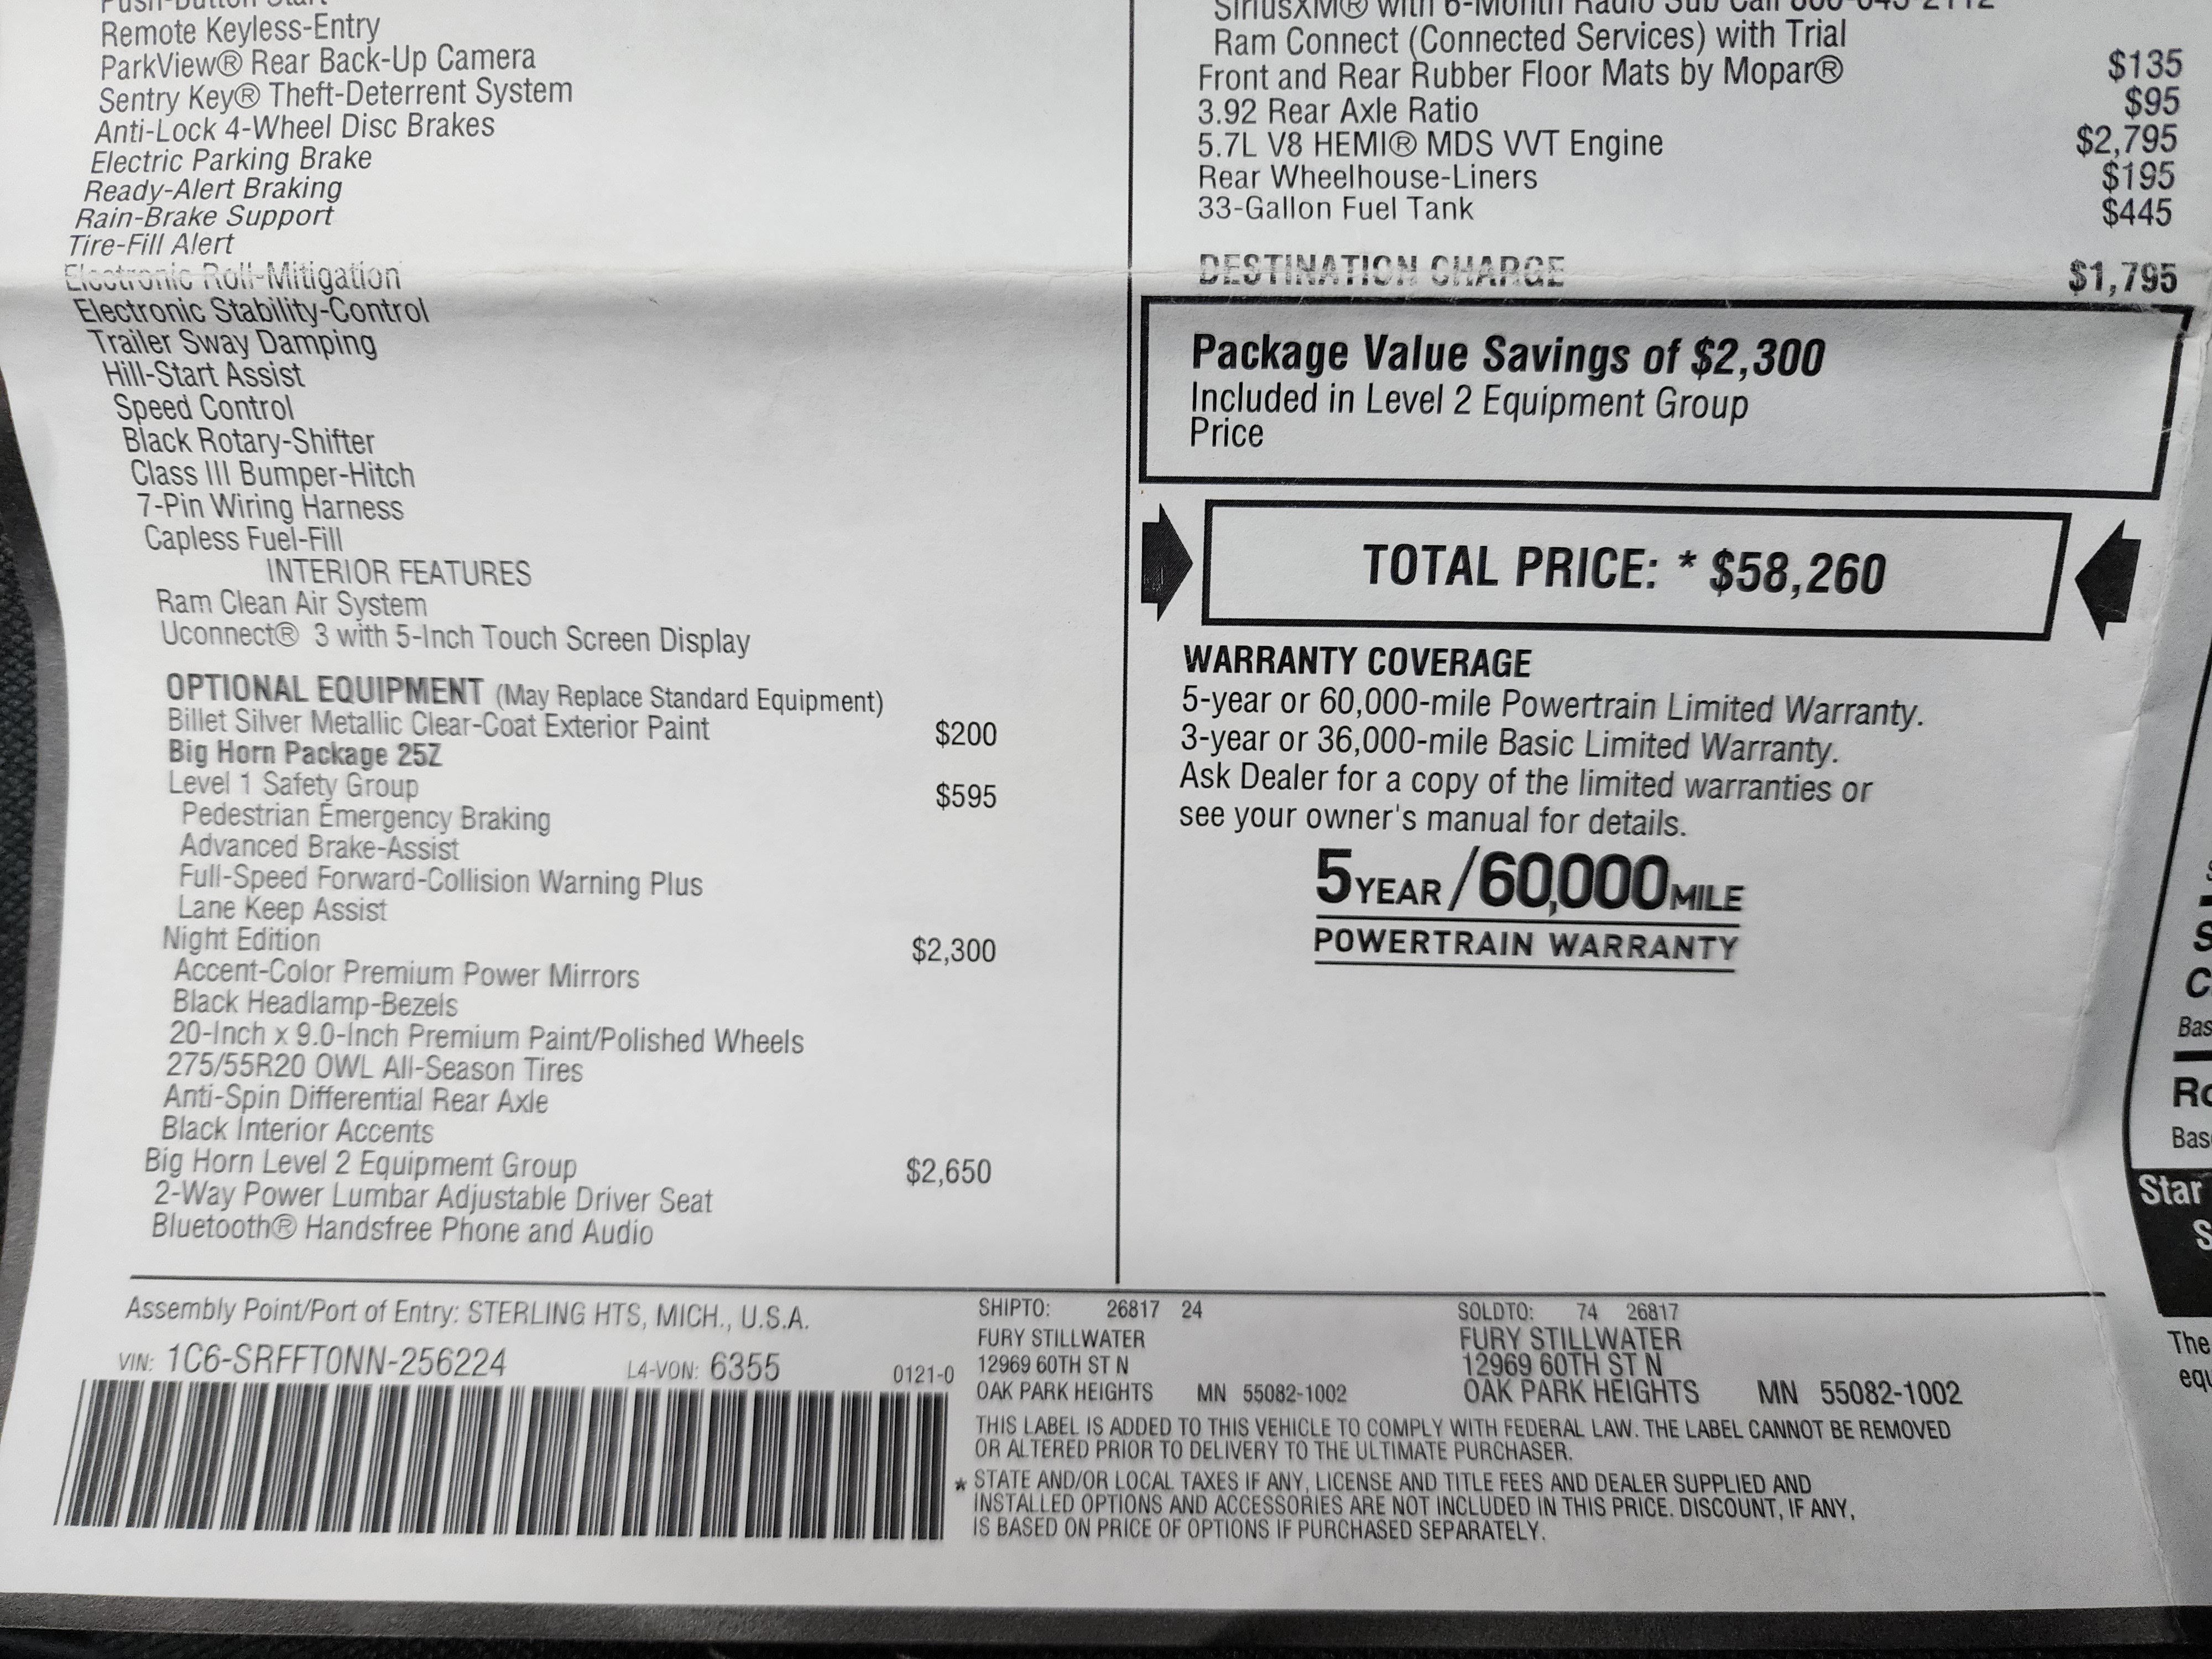 Push-Button Start
Remote Keyless-Entry
ParkView® Rear Back-Up Camera
Sentry Key® Theft-Deterrent System
Anti-Lock 4-Wheel Disc Brakes
Electric Parking Brake
Ready-Alert Braking
Rain-Brake Support
Tire-Fill Alert
Electronic Roll-Mitigation
Electronic Stability-Control
Trailer Sway Damping
Hill-Start Assist
Speed Control
Black Rotary-Shifter
Class III Bumper-Hitch
7-Pin Wiring Harness
Capless Fuel-Fill
INTERIOR FEATURES
Ram Clean Air System
Uconnect® 3 with 5-Inch Touch Screen Display
OPTIONAL EQUIPMENT (May Replace Standard Equipment)
Billet Silver Metallic Clear-Coat Exterior Paint $200
Big Horn Package 25Z
Level 1 Safety Group $595
Pedestrian Emergency Braking
Advanced Brake-Assist
Full-Speed Forward-Collision Warning Plus
Lane Keep Assist
Night Edition $2,300
Accent-Color Premium Power Mirrors
Black Headlamp-Bezels
20-Inch x 9.0-Inch Premium Paint/Polished Wheels
275/55R20 OWL All-Season Tires
Anti-Spin Differential Rear Axle
Black Interior Accents
Big Horn Level 2 Equipment Group $2,650
2-Way Power Lumbar Adjustable Driver Seat
Bluetooth® Handsfree Phone and Audio
SiriusXM® with 6-Month Radio Sub Call 800-643-2112
Ram Connect (Connected Services) with Trial
Front and Rear Rubber Floor Mats by Mopar® $135
3.92 Rear Axle Ratio $95
5.7L V8 HEMI® MDS VVT Engine $2,795
Rear Wheelhouse-Liners $195
33-Gallon Fuel Tank $445
DESTINATION CHARGE $1,795
Package Value Savings of $2,300
Included in Level 2 Equipment Group
Price
TOTAL PRICE: * $58,260
WARRANTY COVERAGE
5-year or 60,000-mile Powertrain Limited Warranty.
3-year or 36,000-mile Basic Limited Warranty.
Ask Dealer for a copy of the limited warranties or
see your owner's manual for details.
5 YEAR / 60,000 MILE
POWERTRAIN WARRANTY
Assembly Point/Port of Entry: STERLING HTS, MICH., U.S.A.
VIN: 1C6-SRFFT0NN-256224 L4-VON: 6355 0121-0
SHIPTO: 26817 24
FURY STILLWATER
12969 60TH ST N
OAK PARK HEIGHTS MN 55082-1002
SOLDTO: 74 26817
FURY STILLWATER
12969 60TH ST N
OAK PARK HEIGHTS MN 55082-1002
THIS LABEL IS ADDED TO THIS VEHICLE TO COMPLY WITH FEDERAL LAW. THE LABEL CANNOT BE REMOVED
OR ALTERED PRIOR TO DELIVERY TO THE ULTIMATE PURCHASER.
* STATE AND/OR LOCAL TAXES IF ANY, LICENSE AND TITLE FEES AND DEALER SUPPLIED AND
INSTALLED OPTIONS AND ACCESSORIES ARE NOT INCLUDED IN THIS PRICE. DISCOUNT, IF ANY,
IS BASED ON PRICE OF OPTIONS IF PURCHASED SEPARATELY.
Star
The